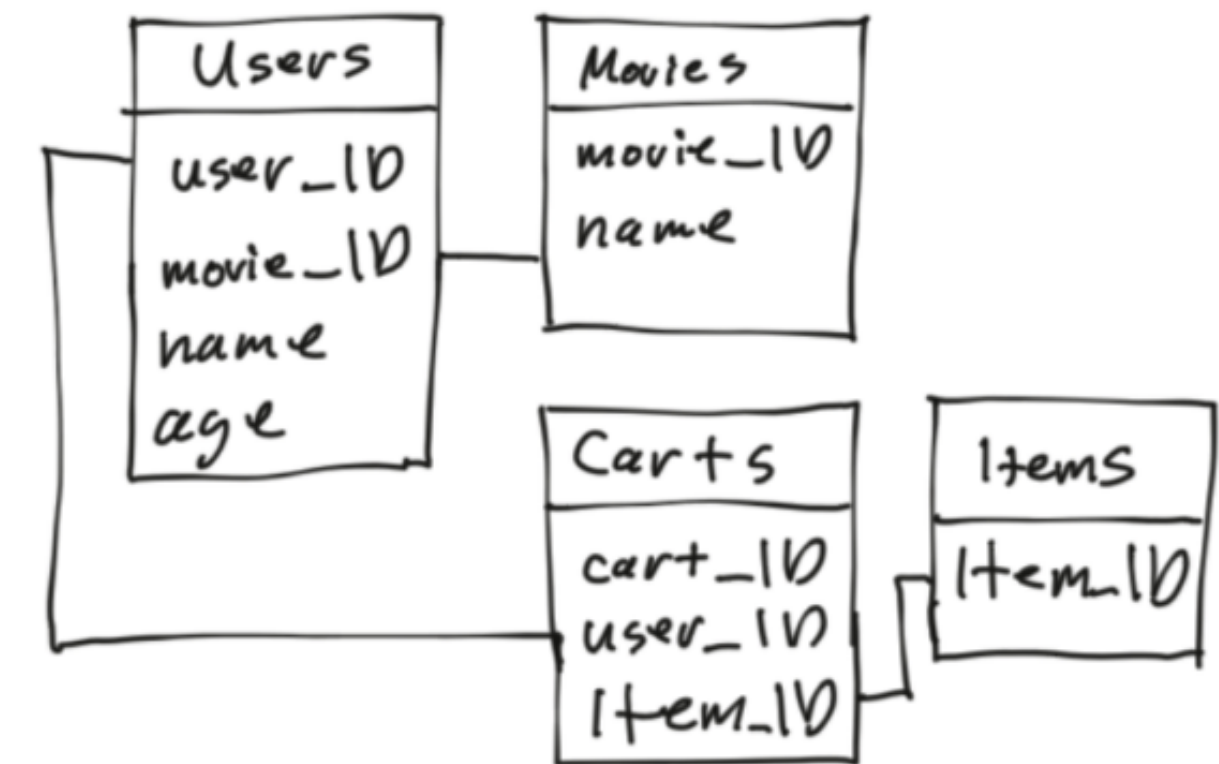 Users
user_ID
movie_ID
name
age
Movies
movie_ID
name
Carts
cart_ID
user_ID
Item_ID
Items
Item_ID